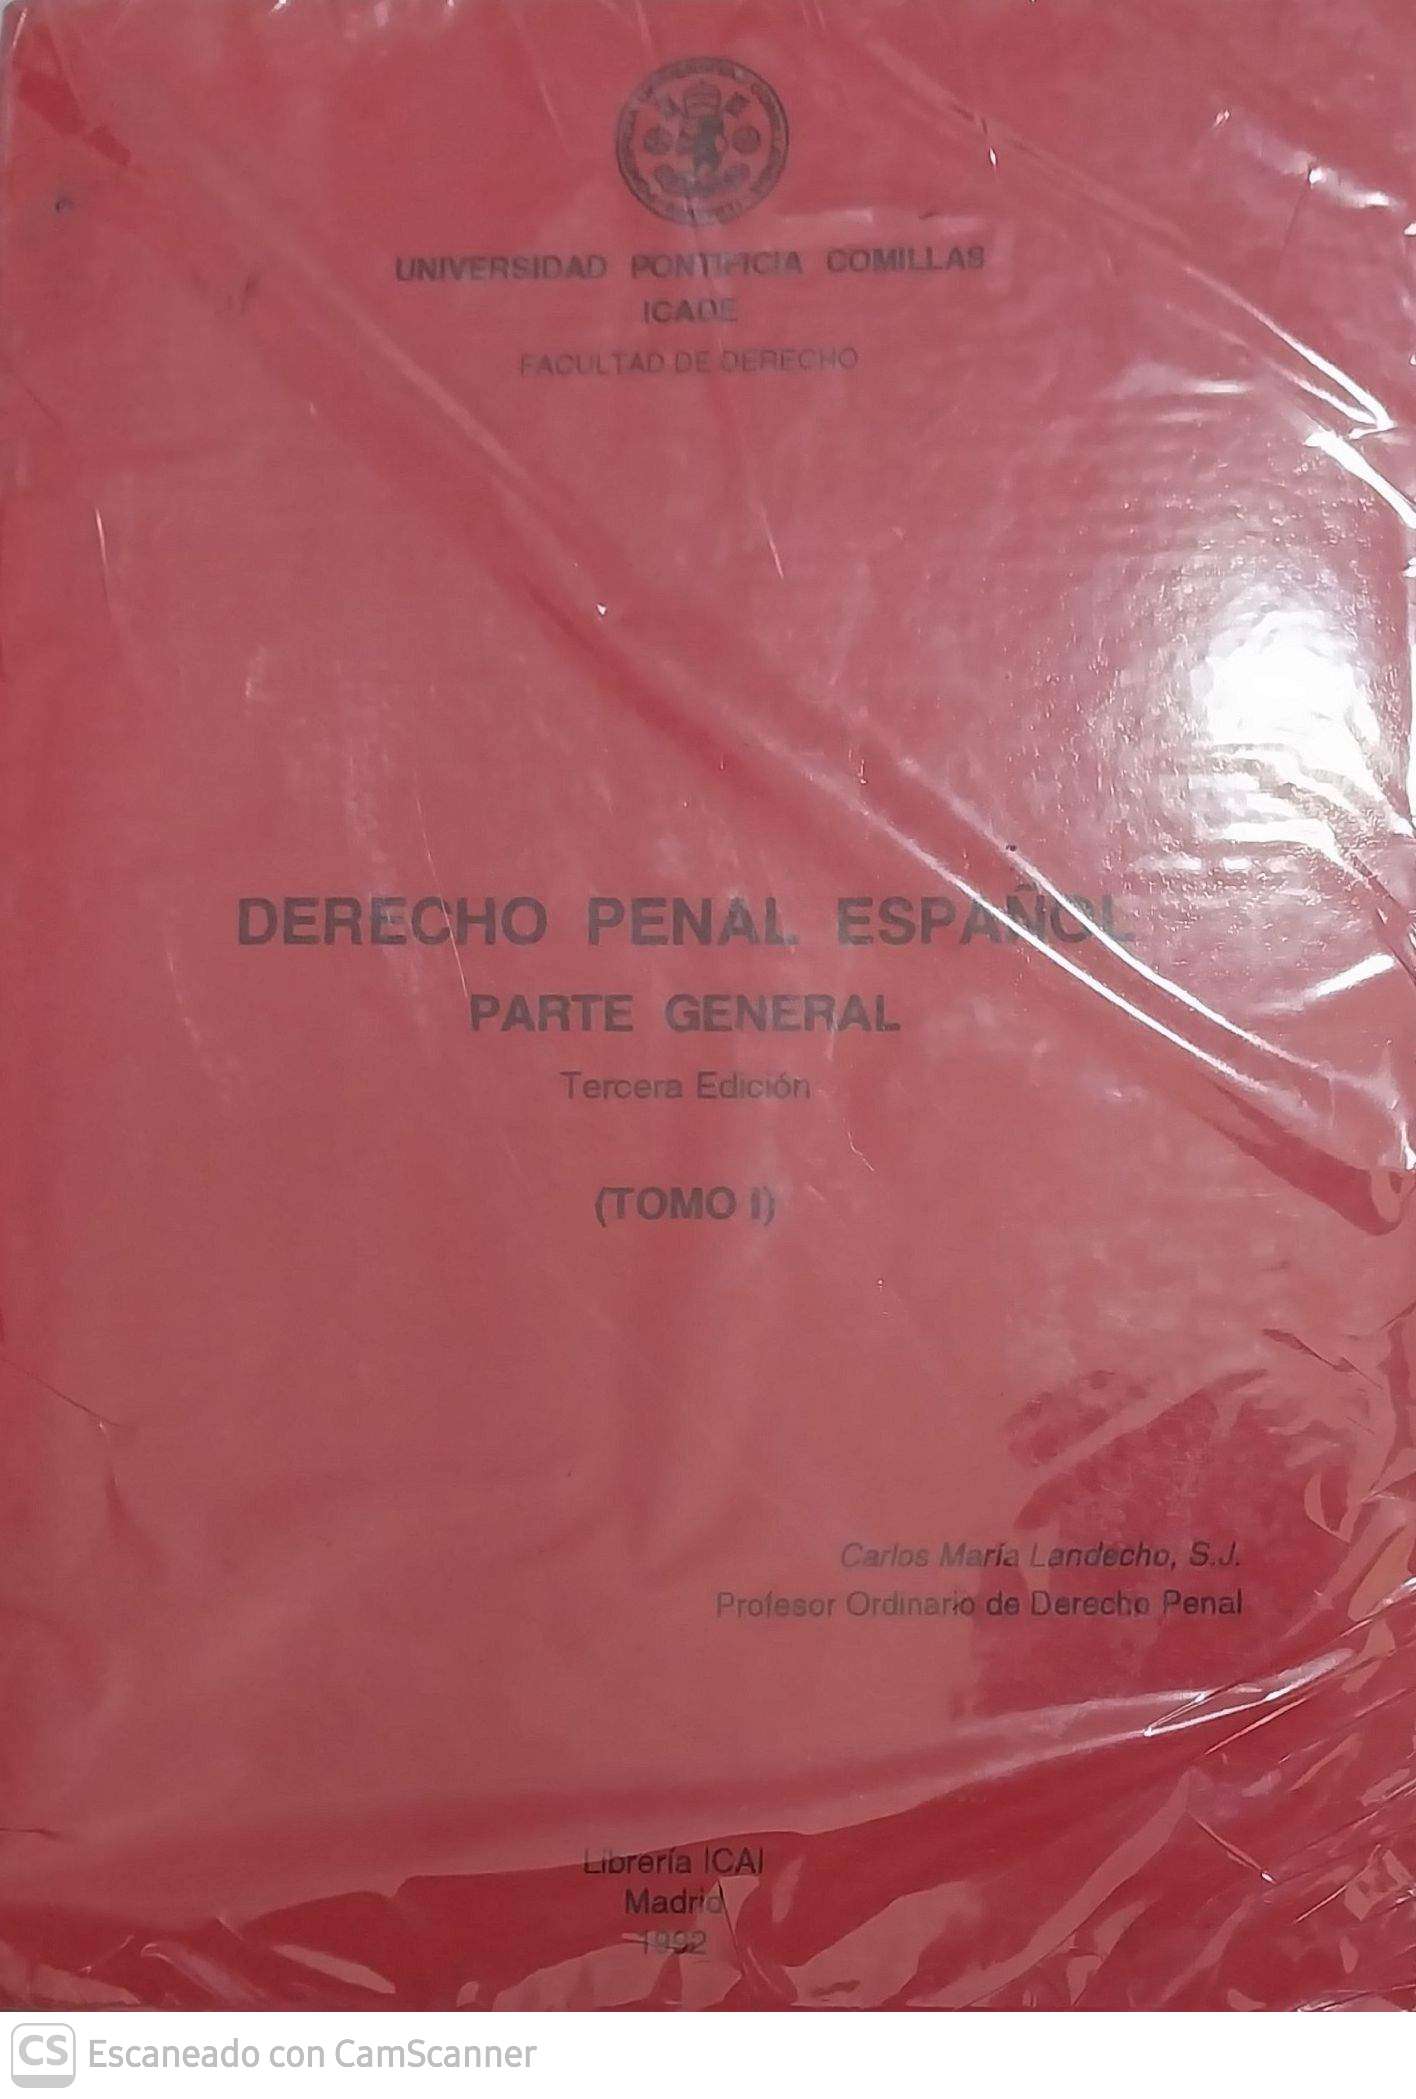 UNIVERSIDAD PONTIFICIA COMILLAS
ICADE
FACULTAD DE DERECHO
DERECHO PENAL ESPAÑOL
PARTE GENERAL
Tercera Edición
(TOMO I)
Carlos María Landecho, S.J.
Profesor Ordinario de Derecho Penal
Librería ICAI
Madrid
1992
CS Escaneado con CamScanner